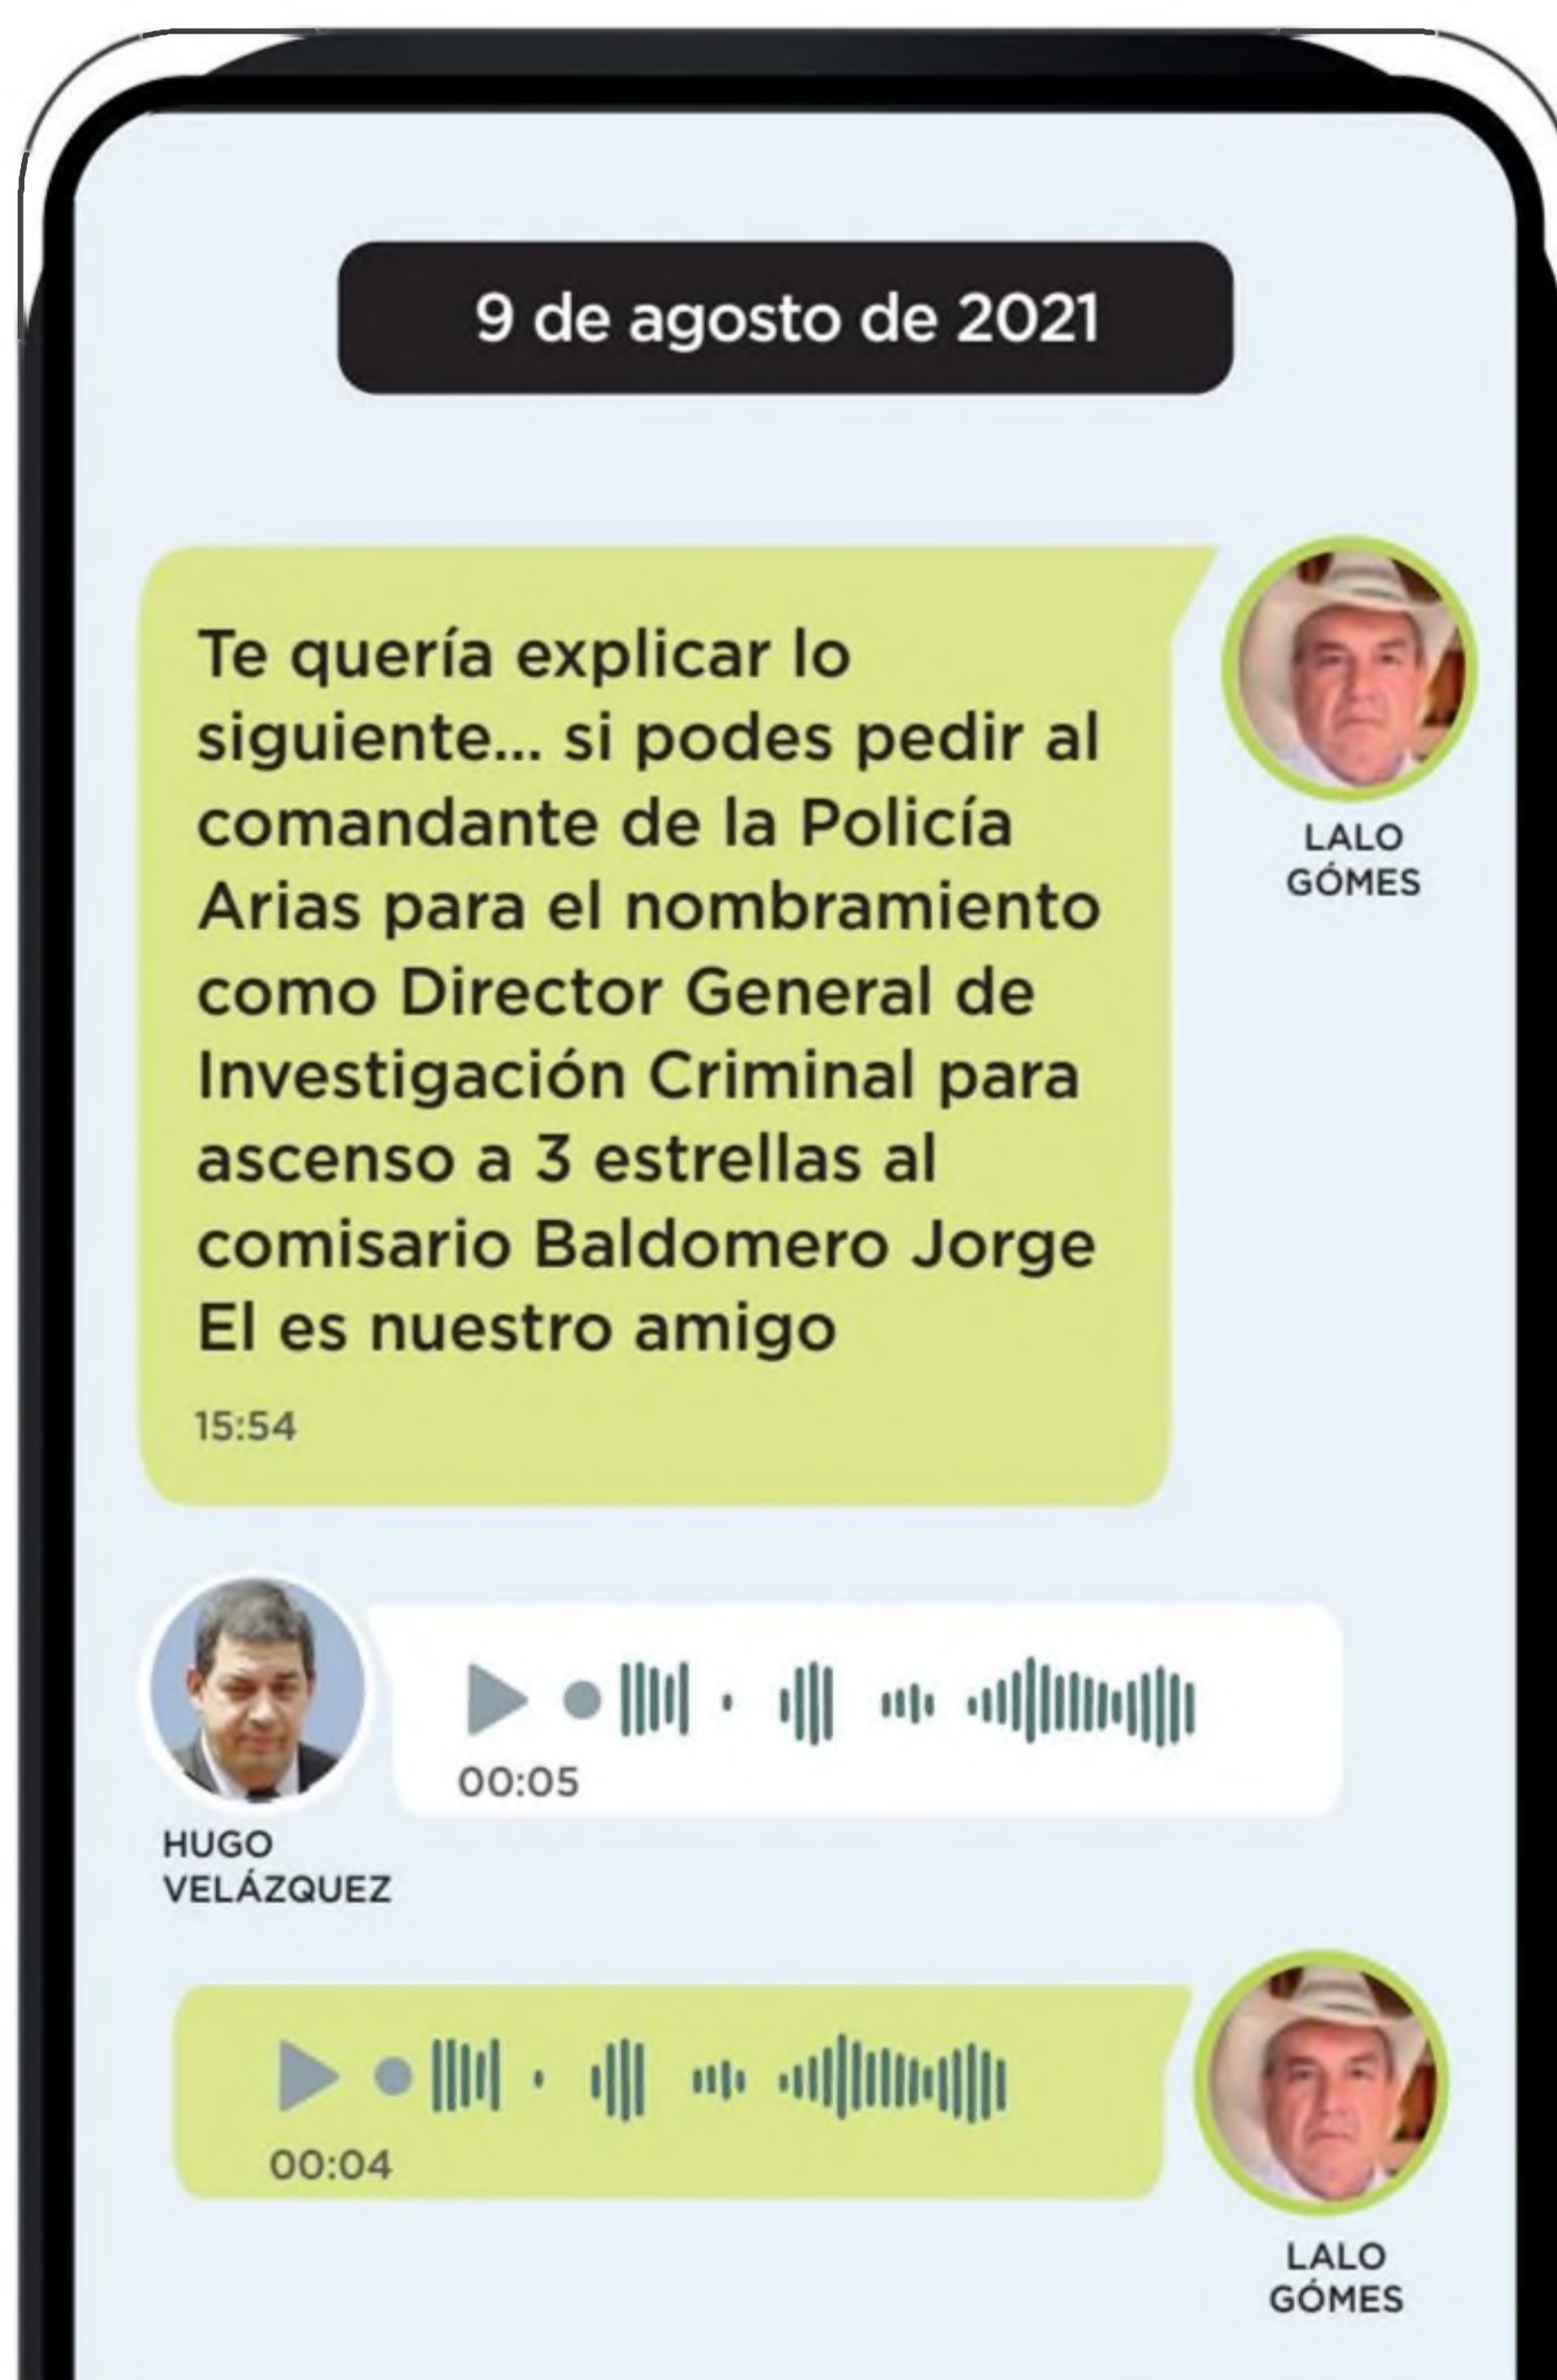 9 de agosto de 2021
Te quería explicar lo
siguiente... si podes pedir al
comandante de la Policía
Arias para el nombramiento
como Director General de
Investigación Criminal para
ascenso a 3 estrellas al
comisario Baldomero Jorge
El es nuestro amigo
15:54
LALO
GÓMES
00:05
HUGO
VELÁZQUEZ
00:04
LALO
GÓMES